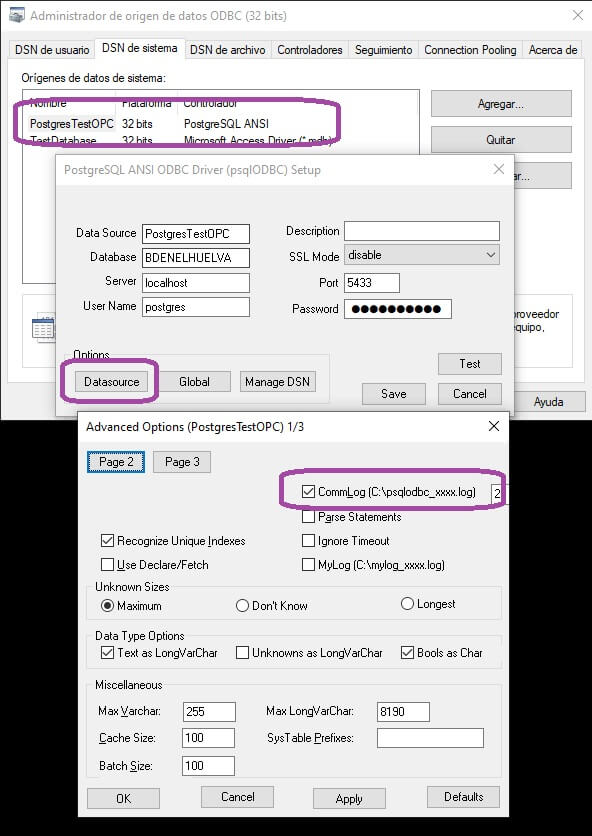 Administrador de origen de datos ODBC (32 bits)
DSN de usuario DSN de sistema DSN de archivo Controladores Seguimiento Connection Pooling Acerca de
Orígenes de datos de sistema:
Nombre Plataforma Controlador
PostgresTestOPC 32 bits PostgreSQL ANSI
TestDatabase 32 bits Microsoft Access Driver (*.mdb)
Agregar...
Quitar
ar...
PostgreSQL ANSI ODBC Driver (psqlODBC) Setup
Data Source PostgresTestOPC Description
Database BDENELHUELVA SSL Mode disable
Server localhost Port 5433
User Name postgres Password ●●●●●●●●●●
proveedor
equipo,
Options
Datasource Global Manage DSN Test
Save Cancel
Ayuda
Advanced Options (PostgresTestOPC) 1/3
Page 2 Page 3
CommLog (C:\psqlodbc_xxxx.log) 2
Parse Statements
Recognize Unique Indexes Ignore Timeout
Use Declare/Fetch MyLog (C:\mylog_xxxx.log)
Unknown Sizes
Maximum Don't Know Longest
Data Type Options
Text as LongVarChar Unknowns as LongVarChar Bools as Char
Miscellaneous
Max Varchar: 255 Max LongVarChar: 8190
Cache Size: 100 SysTable Prefixes:
Batch Size: 100
OK Cancel Apply Defaults